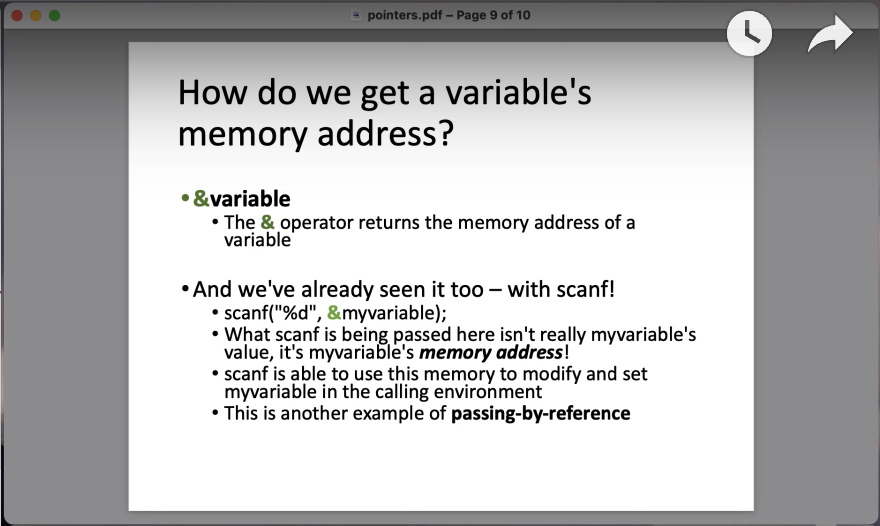 pointers.pdf – Page 9 of 10
How do we get a variable's
memory address?
•&variable
• The & operator returns the memory address of a
variable
•And we've already seen it too – with scanf!
• scanf("%d", &myvariable);
• What scanf is being passed here isn't really myvariable's
value, it's myvariable's memory address!
• scanf is able to use this memory to modify and set
myvariable in the calling environment
• This is another example of passing-by-reference